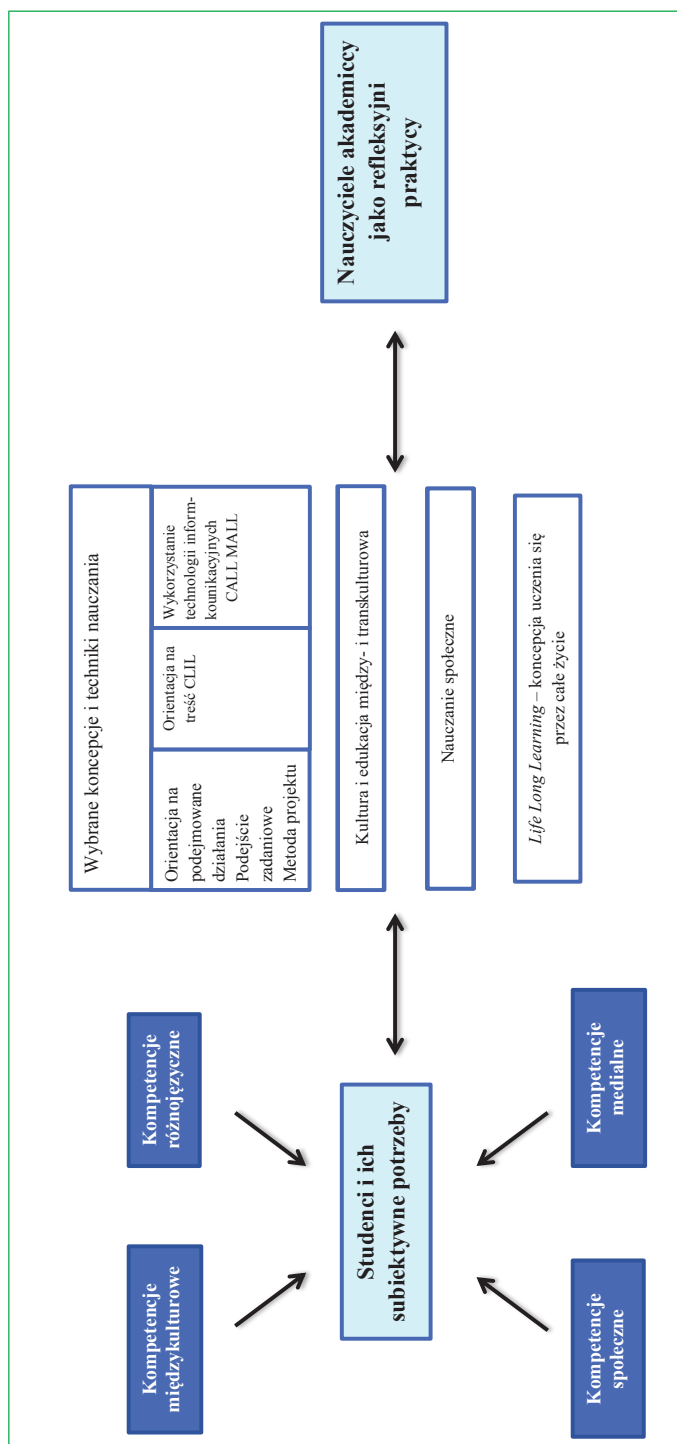 Kompetencje
międzykulturowe
Kompetencje
różnojęzyczne
Studenci i ich
subiektywne potrzeby
Kompetencje
społeczne
Kompetencje
medialne
Wybrane koncepcje i techniki nauczania
Orientacja na
podejmowane
działania
Podejście
zadaniowe
Metoda projektu
Orientacja na
treść CLIL
Wykorzystanie
technologii inform-
kounikacyjnych
CALL MALL
Kultura i edukacja między- i transkulturowa
Nauczanie społeczne
Life Long Learning – koncepcja uczenia się
przez całe życie
Nauczyciele akademiccy
jako refleksyjni
praktycy